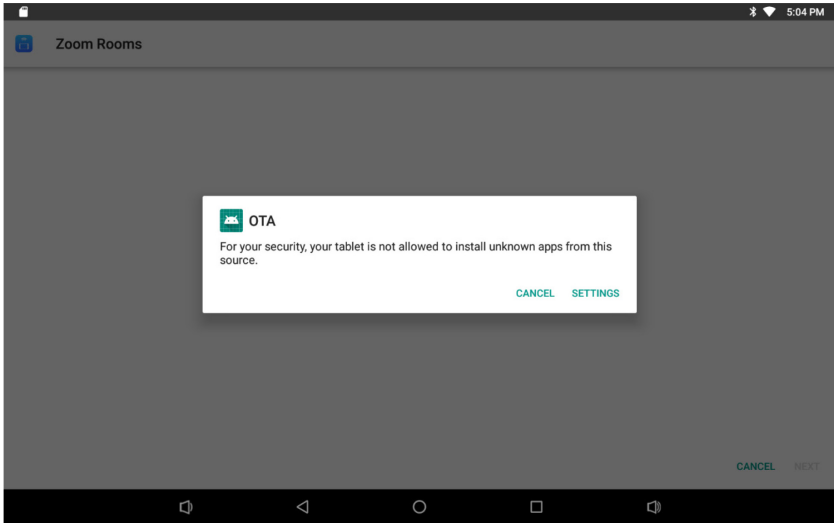 5:04 PM
Zoom Rooms
OTA
For your security, your tablet is not allowed to install unknown apps from this
source.
CANCEL SETTINGS
CANCEL NEXT